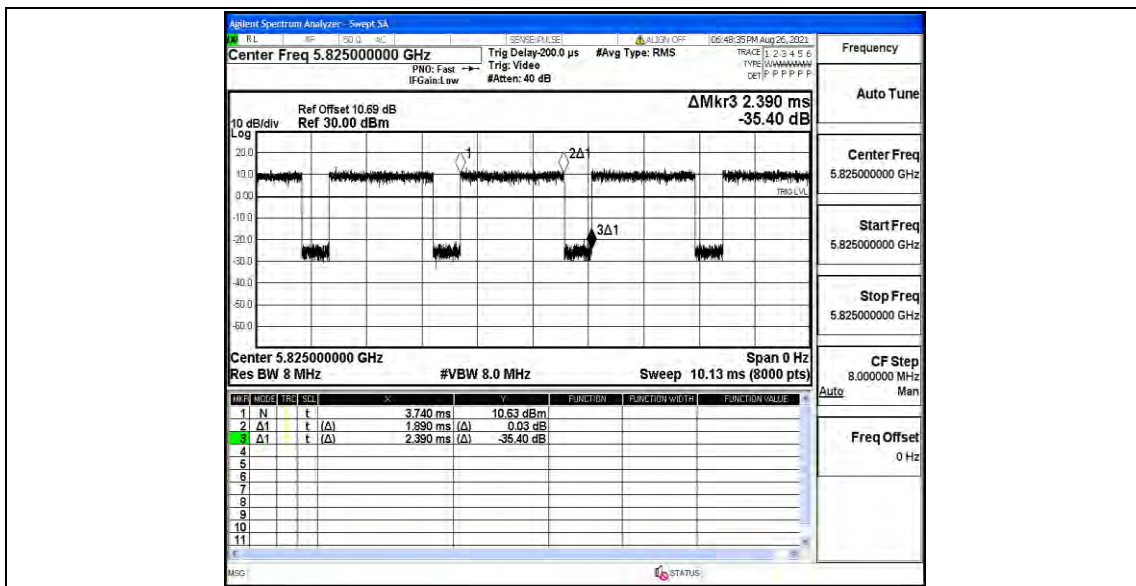 Agilent Spectrum Analyzer - Swept SA
RL RF 50 Ω AC SENSE:PULSE ALIGN OFF 06:48:35 PM Aug 26, 2021
Center Freq 5.825000000 GHz
PNO: Fast
IFGain:Low
Trig Delay-200.0 µs
Trig: Video
#Atten: 40 dB
#Avg Type: RMS
TRACE 1 2 3 4 5 6
TYPE WWWWWW
DET P P P P P P
Ref Offset 10.69 dB
10 dB/div Ref 30.00 dBm
Log
ΔMkr3 2.390 ms
-35.40 dB
20.0
10.0
0.00
-10.0
-20.0
-30.0
-40.0
-50.0
-60.0
1
2Δ1
TRIG LVL
3Δ1
Center 5.825000000 GHz Span 0 Hz
Res BW 8 MHz #VBW 8.0 MHz Sweep 10.13 ms (8000 pts)
MKR MODE TRC SCL X Y FUNCTION FUNCTION WIDTH FUNCTION VALUE
1 N t 3.740 ms 10.63 dBm
2 Δ1 t (Δ) 1.890 ms (Δ) 0.03 dB
3 Δ1 t (Δ) 2.390 ms (Δ) -35.40 dB
4
5
6
7
8
9
10
11
MSG STATUS
Frequency
Auto Tune
Center Freq
5.825000000 GHz
Start Freq
5.825000000 GHz
Stop Freq
5.825000000 GHz
CF Step
8.000000 MHz
Auto Man
Freq Offset
0 Hz